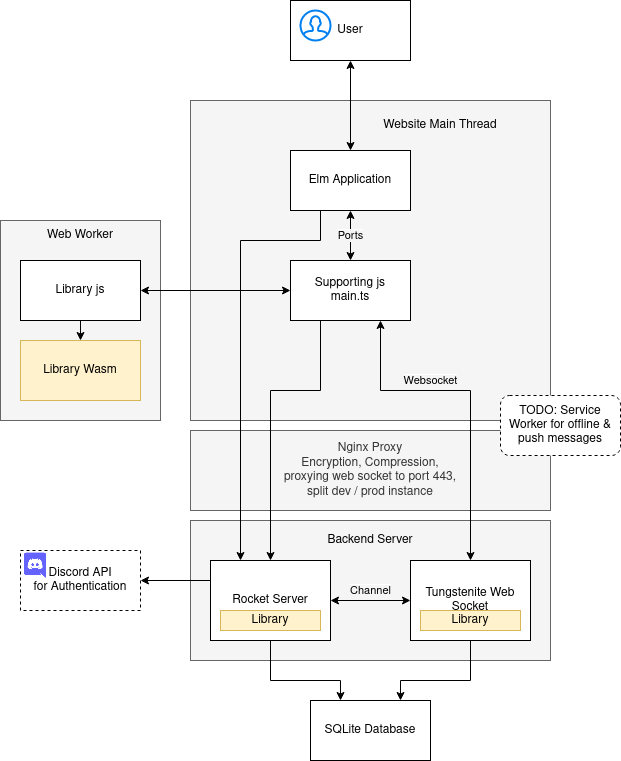 User
Website Main Thread
Elm Application
Ports
Web Worker
Library js
Supporting js
main.ts
Library Wasm
Websocket
TODO: Service
Worker for offline &
push messages
Nginx Proxy
Encryption, Compression,
proxying web socket to port 443,
split dev / prod instance
Backend Server
Discord API
for Authentication
Rocket Server
Library
Channel
Tungstenite Web
Socket
Library
SQLite Database